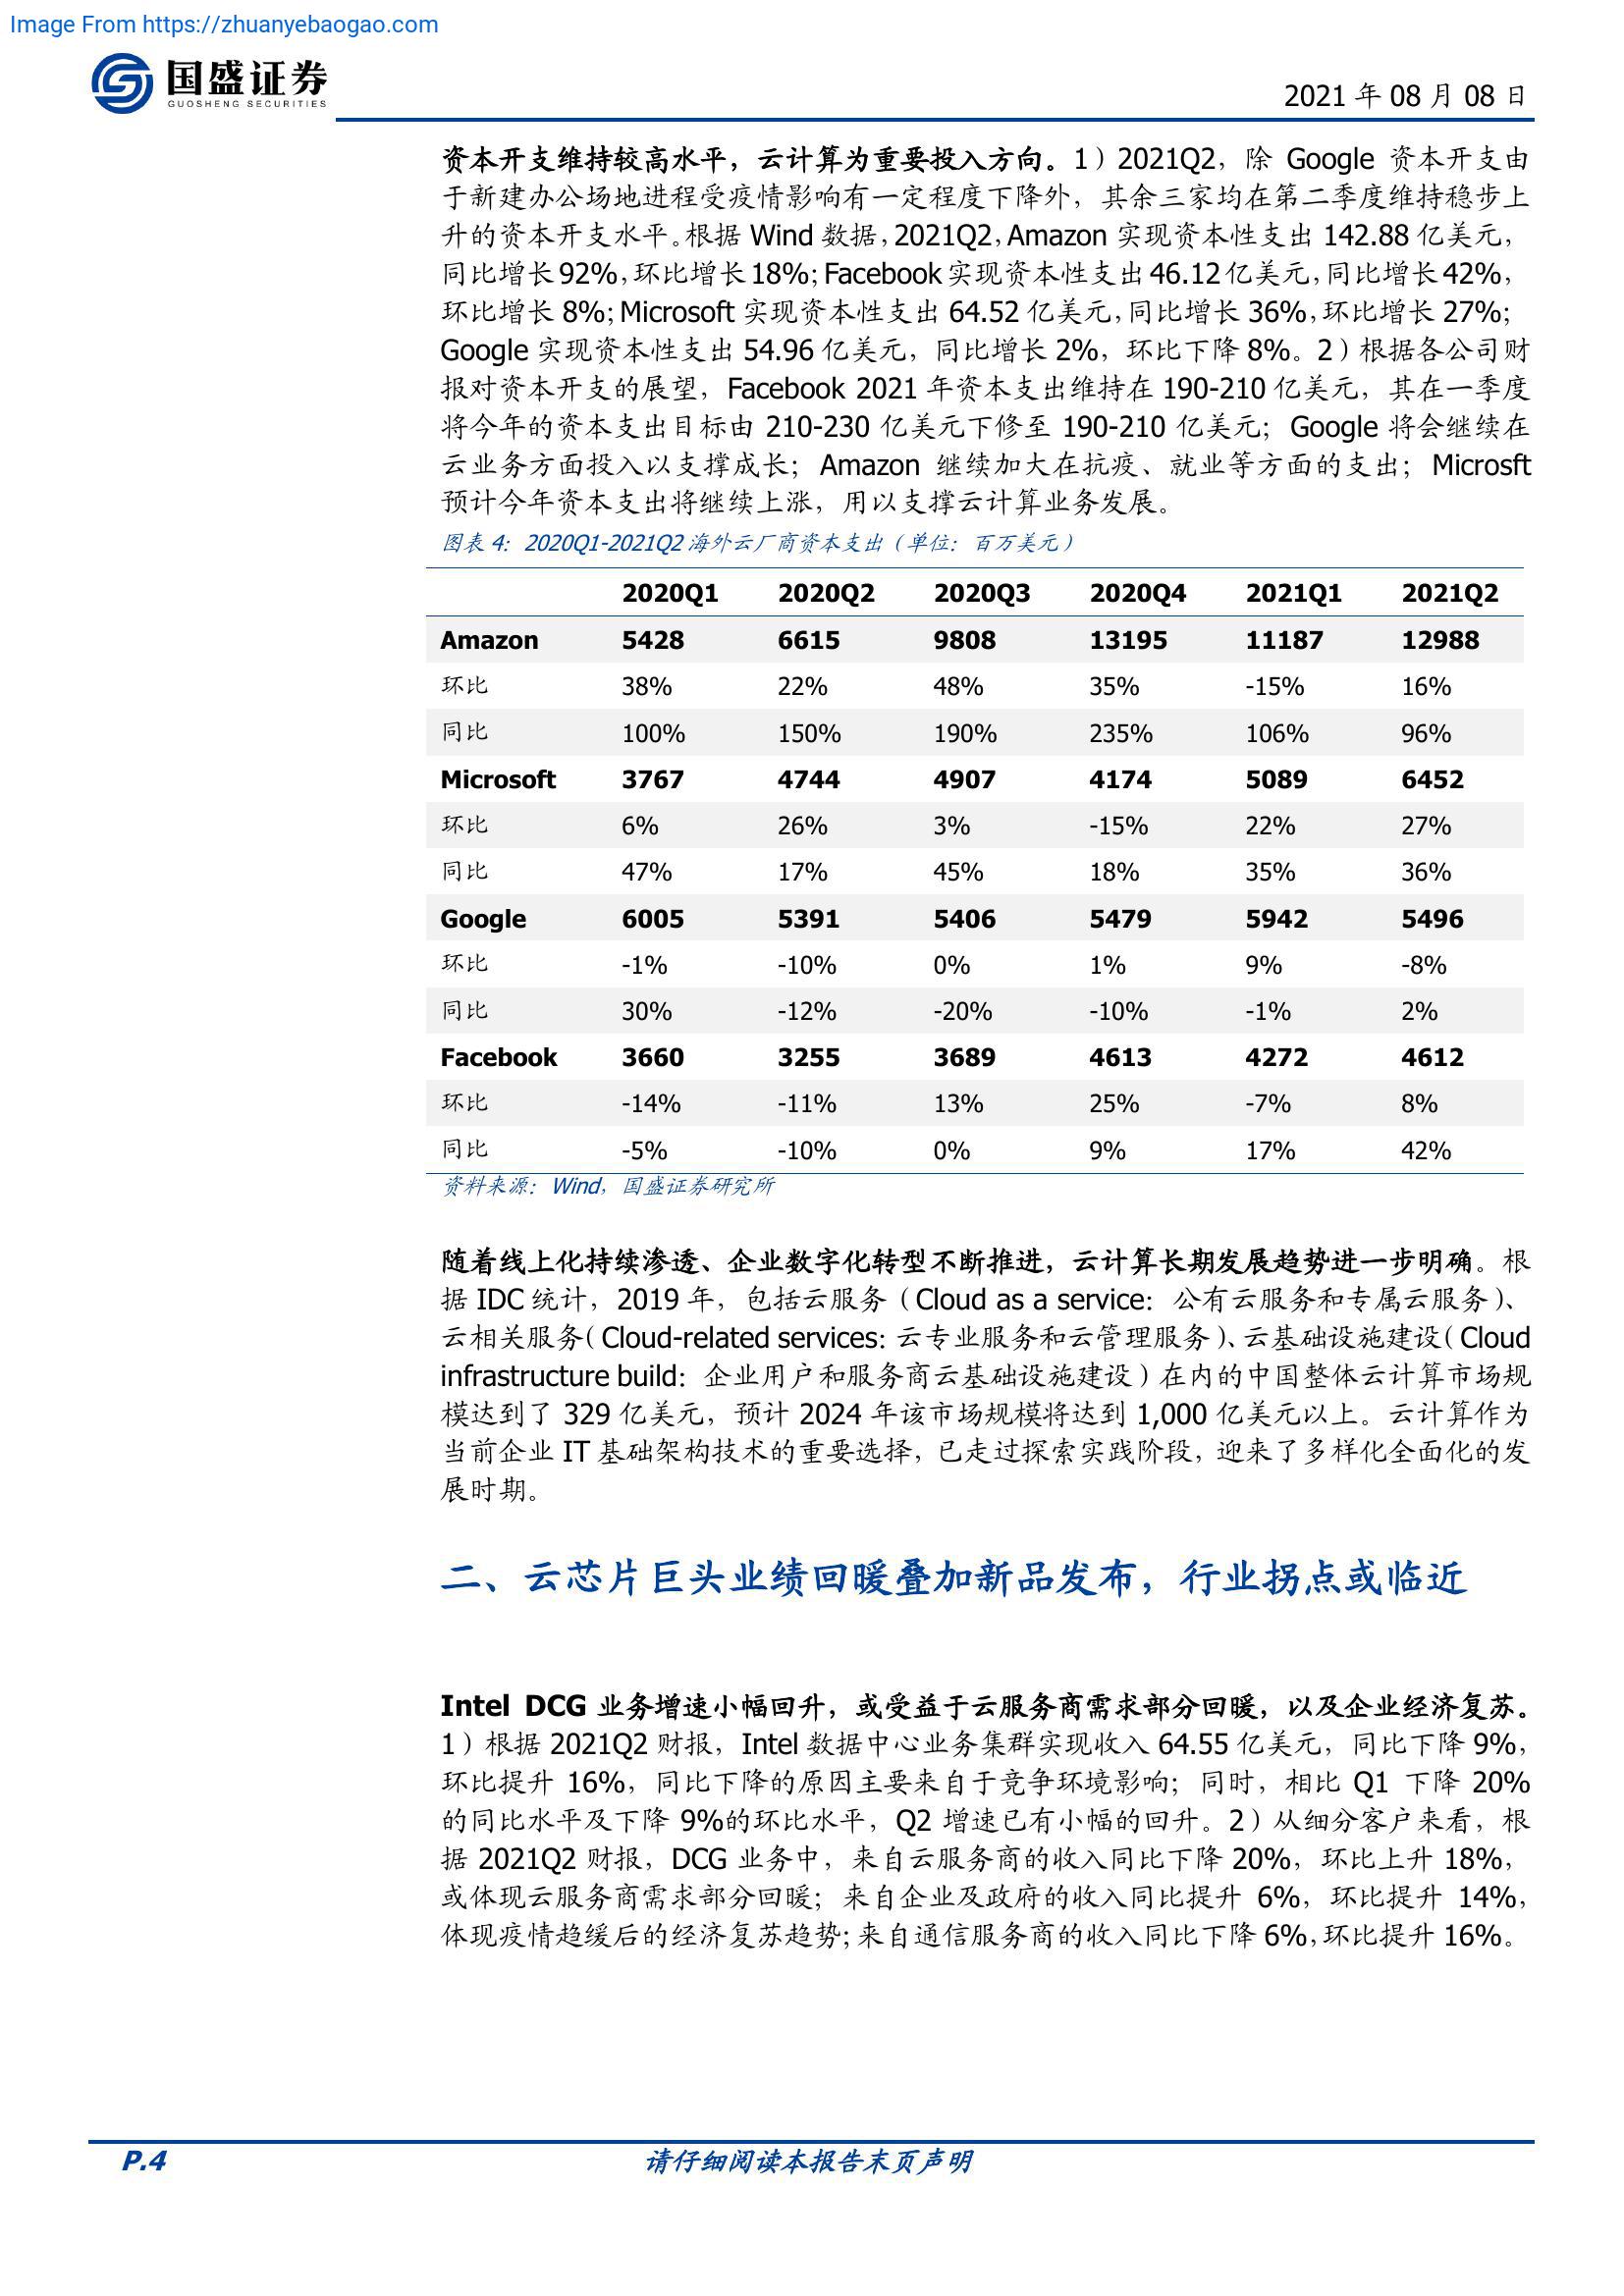 Image From https://zhuanyebaogao.com
国盛证券
GUOSHENG SECURITIES
2021 年 08 月 08 日
资本开支维持较高水平，云计算为重要投入方向。1）2021Q2，除 Google 资本开支由
于新建办公场地进程受疫情影响有一定程度下降外，其余三家均在第二季度维持稳步上
升的资本开支水平。根据 Wind 数据，2021Q2，Amazon 实现资本性支出 142.88 亿美元，
同比增长 92%，环比增长 18%；Facebook 实现资本性支出 46.12 亿美元，同比增长 42%，
环比增长 8%；Microsoft 实现资本性支出 64.52 亿美元，同比增长 36%，环比增长 27%；
Google 实现资本性支出 54.96 亿美元，同比增长 2%，环比下降 8%。2）根据各公司财
报对资本开支的展望，Facebook 2021 年资本支出维持在 190-210 亿美元，其在一季度
将今年的资本支出目标由 210-230 亿美元下修至 190-210 亿美元；Google 将会继续在
云业务方面投入以支撑成长；Amazon 继续加大在抗疫、就业等方面的支出；Microsft
预计今年资本支出将继续上涨，用以支撑云计算业务发展。
图表 4：2020Q1-2021Q2 海外云厂商资本支出（单位：百万美元）
2020Q1 2020Q2 2020Q3 2020Q4 2021Q1 2021Q2
Amazon 5428 6615 9808 13195 11187 12988
环比 38% 22% 48% 35% -15% 16%
同比 100% 150% 190% 235% 106% 96%
Microsoft 3767 4744 4907 4174 5089 6452
环比 6% 26% 3% -15% 22% 27%
同比 47% 17% 45% 18% 35% 36%
Google 6005 5391 5406 5479 5942 5496
环比 -1% -10% 0% 1% 9% -8%
同比 30% -12% -20% -10% -1% 2%
Facebook 3660 3255 3689 4613 4272 4612
环比 -14% -11% 13% 25% -7% 8%
同比 -5% -10% 0% 9% 17% 42%
资料来源：Wind，国盛证券研究所
随着线上化持续渗透、企业数字化转型不断推进，云计算长期发展趋势进一步明确。根
据 IDC 统计，2019 年，包括云服务（Cloud as a service：公有云服务和专属云服务）、
云相关服务（Cloud-related services：云专业服务和云管理服务）、云基础设施建设（Cloud
infrastructure build：企业用户和服务商云基础设施建设）在内的中国整体云计算市场规
模达到了 329 亿美元，预计 2024 年该市场规模将达到 1,000 亿美元以上。云计算作为
当前企业 IT 基础架构技术的重要选择，已走过探索实践阶段，迎来了多样化全面化的发
展时期。
二、云芯片巨头业绩回暖叠加新品发布，行业拐点或临近
Intel DCG 业务增速小幅回升，或受益于云服务商需求部分回暖，以及企业经济复苏。
1）根据 2021Q2 财报，Intel 数据中心业务集群实现收入 64.55 亿美元，同比下降 9%，
环比提升 16%，同比下降的原因主要来自于竞争环境影响；同时，相比 Q1 下降 20%
的同比水平及下降 9%的环比水平，Q2 增速已有小幅的回升。2）从细分客户来看，根
据 2021Q2 财报，DCG 业务中，来自云服务商的收入同比下降 20%，环比上升 18%，
或体现云服务商需求部分回暖；来自企业及政府的收入同比提升 6%，环比提升 14%，
体现疫情趋缓后的经济复苏趋势；来自通信服务商的收入同比下降 6%，环比提升 16%。
P.4
请仔细阅读本报告末页声明